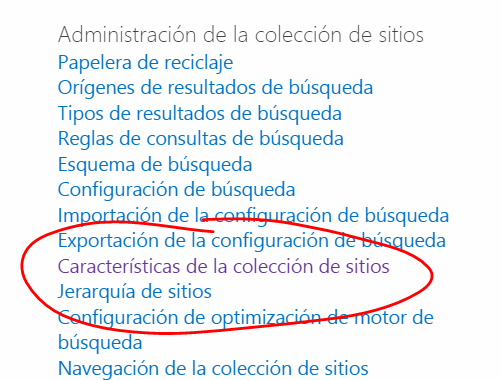 Administración de la colección de sitios
Papelera de reciclaje
Orígenes de resultados de búsqueda
Tipos de resultados de búsqueda
Reglas de consultas de búsqueda
Esquema de búsqueda
Configuración de búsqueda
Importación de la configuración de búsqueda
Exportación de la configuración de búsqueda
Características de la colección de sitios
Jerarquía de sitios
Configuración de optimización de motor de
búsqueda
Navegación de la colección de sitios